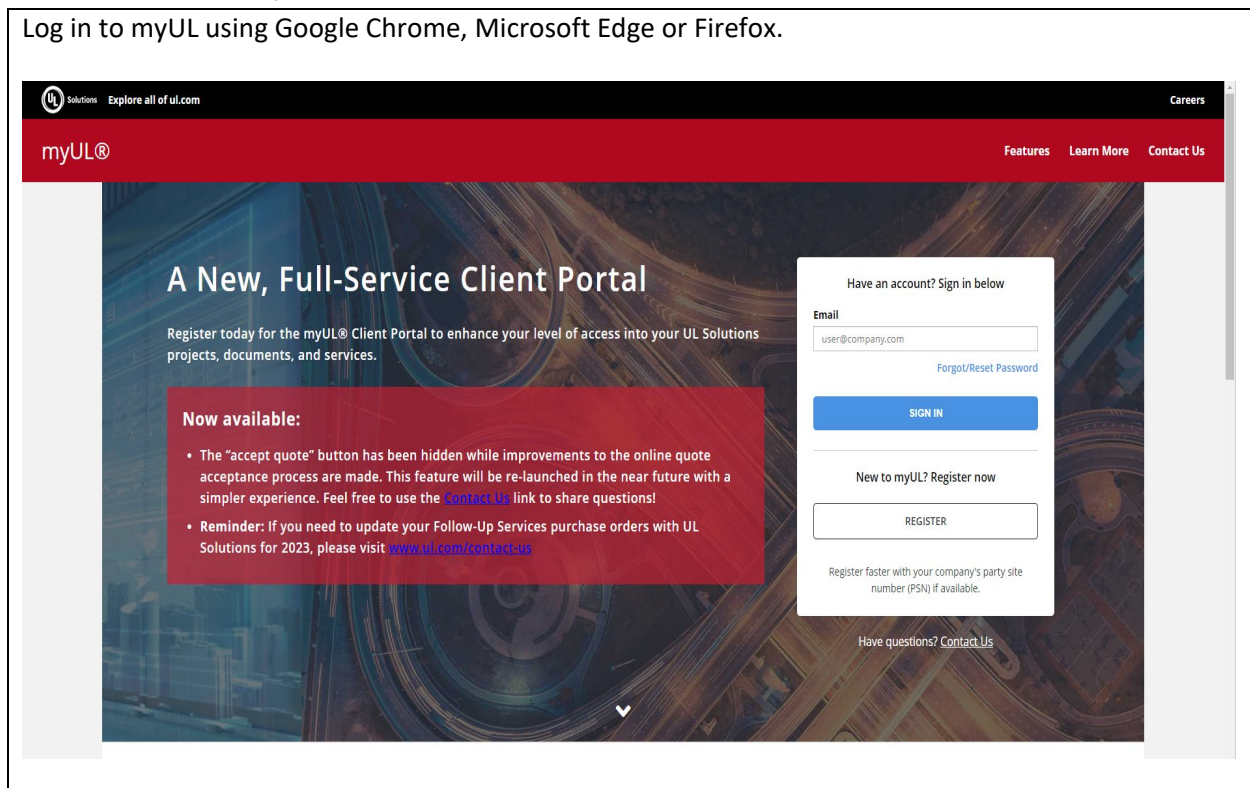 Log in to myUL using Google Chrome, Microsoft Edge or Firefox.
UL Solutions Explore all of ul.com
Careers
myUL®
Features Learn More Contact Us
A New, Full-Service Client Portal
Register today for the myUL® Client Portal to enhance your level of access into your UL Solutions
projects, documents, and services.
Now available:
• The “accept quote” button has been hidden while improvements to the online quote
acceptance process are made. This feature will be re-launched in the near future with a
simpler experience. Feel free to use the Contact Us link to share questions!
• Reminder: If you need to update your Follow-Up Services purchase orders with UL
Solutions for 2023, please visit www.ul.com/contact-us
Have an account? Sign in below
Email
user@company.com
Forgot/Reset Password
SIGN IN
New to myUL? Register now
REGISTER
Register faster with your company's party site
number (PSN) if available.
Have questions? Contact Us